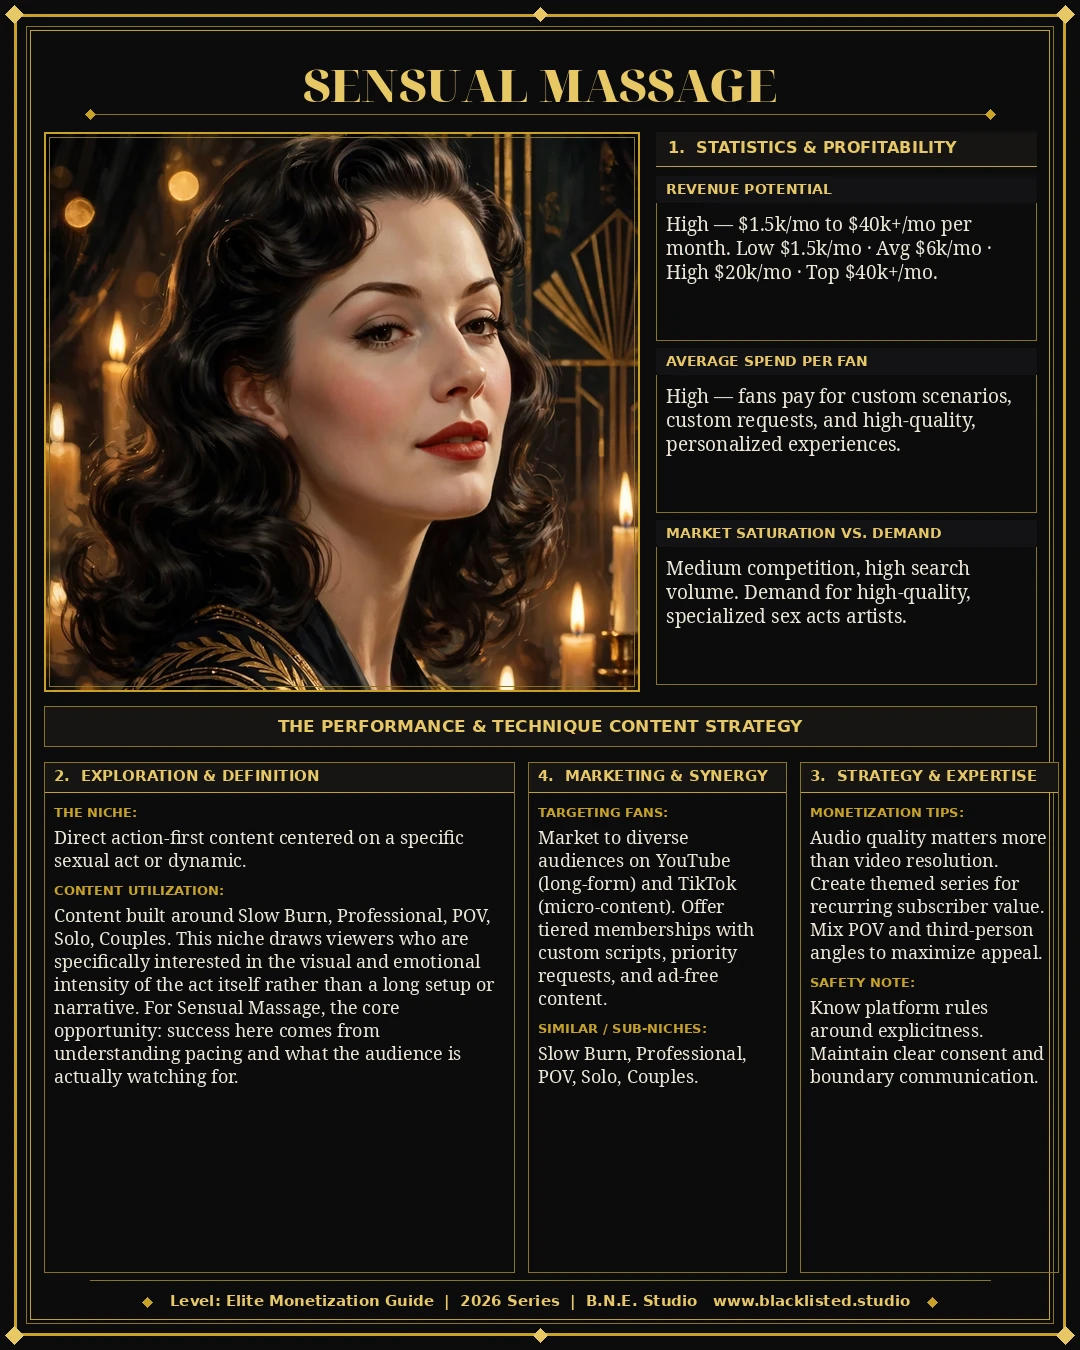 SENSUAL MASSAGE
1. STATISTICS & PROFITABILITY
REVENUE POTENTIAL
High — $1.5k/mo to $40k+/mo per
month. Low $1.5k/mo · Avg $6k/mo ·
High $20k/mo · Top $40k+/mo.
AVERAGE SPEND PER FAN
High — fans pay for custom scenarios,
custom requests, and high-quality,
personalized experiences.
MARKET SATURATION VS. DEMAND
Medium competition, high search
volume. Demand for high-quality,
specialized sex acts artists.
THE PERFORMANCE & TECHNIQUE CONTENT STRATEGY
2. EXPLORATION & DEFINITION
THE NICHE:
Direct action-first content centered on a specific
sexual act or dynamic.
CONTENT UTILIZATION:
Content built around Slow Burn, Professional, POV,
Solo, Couples. This niche draws viewers who are
specifically interested in the visual and emotional
intensity of the act itself rather than a long setup or
narrative. For Sensual Massage, the core
opportunity: success here comes from
understanding pacing and what the audience is
actually watching for.
4. MARKETING & SYNERGY
TARGETING FANS:
Market to diverse
audiences on YouTube
(long-form) and TikTok
(micro-content). Offer
tiered memberships with
custom scripts, priority
requests, and ad-free
content.
SIMILAR / SUB-NICHES:
Slow Burn, Professional,
POV, Solo, Couples.
3. STRATEGY & EXPERTISE
MONETIZATION TIPS:
Audio quality matters more
than video resolution.
Create themed series for
recurring subscriber value.
Mix POV and third-person
angles to maximize appeal.
SAFETY NOTE:
Know platform rules
around explicitness.
Maintain clear consent and
boundary communication.
Level: Elite Monetization Guide | 2026 Series | B.N.E. Studio www.blacklisted.studio